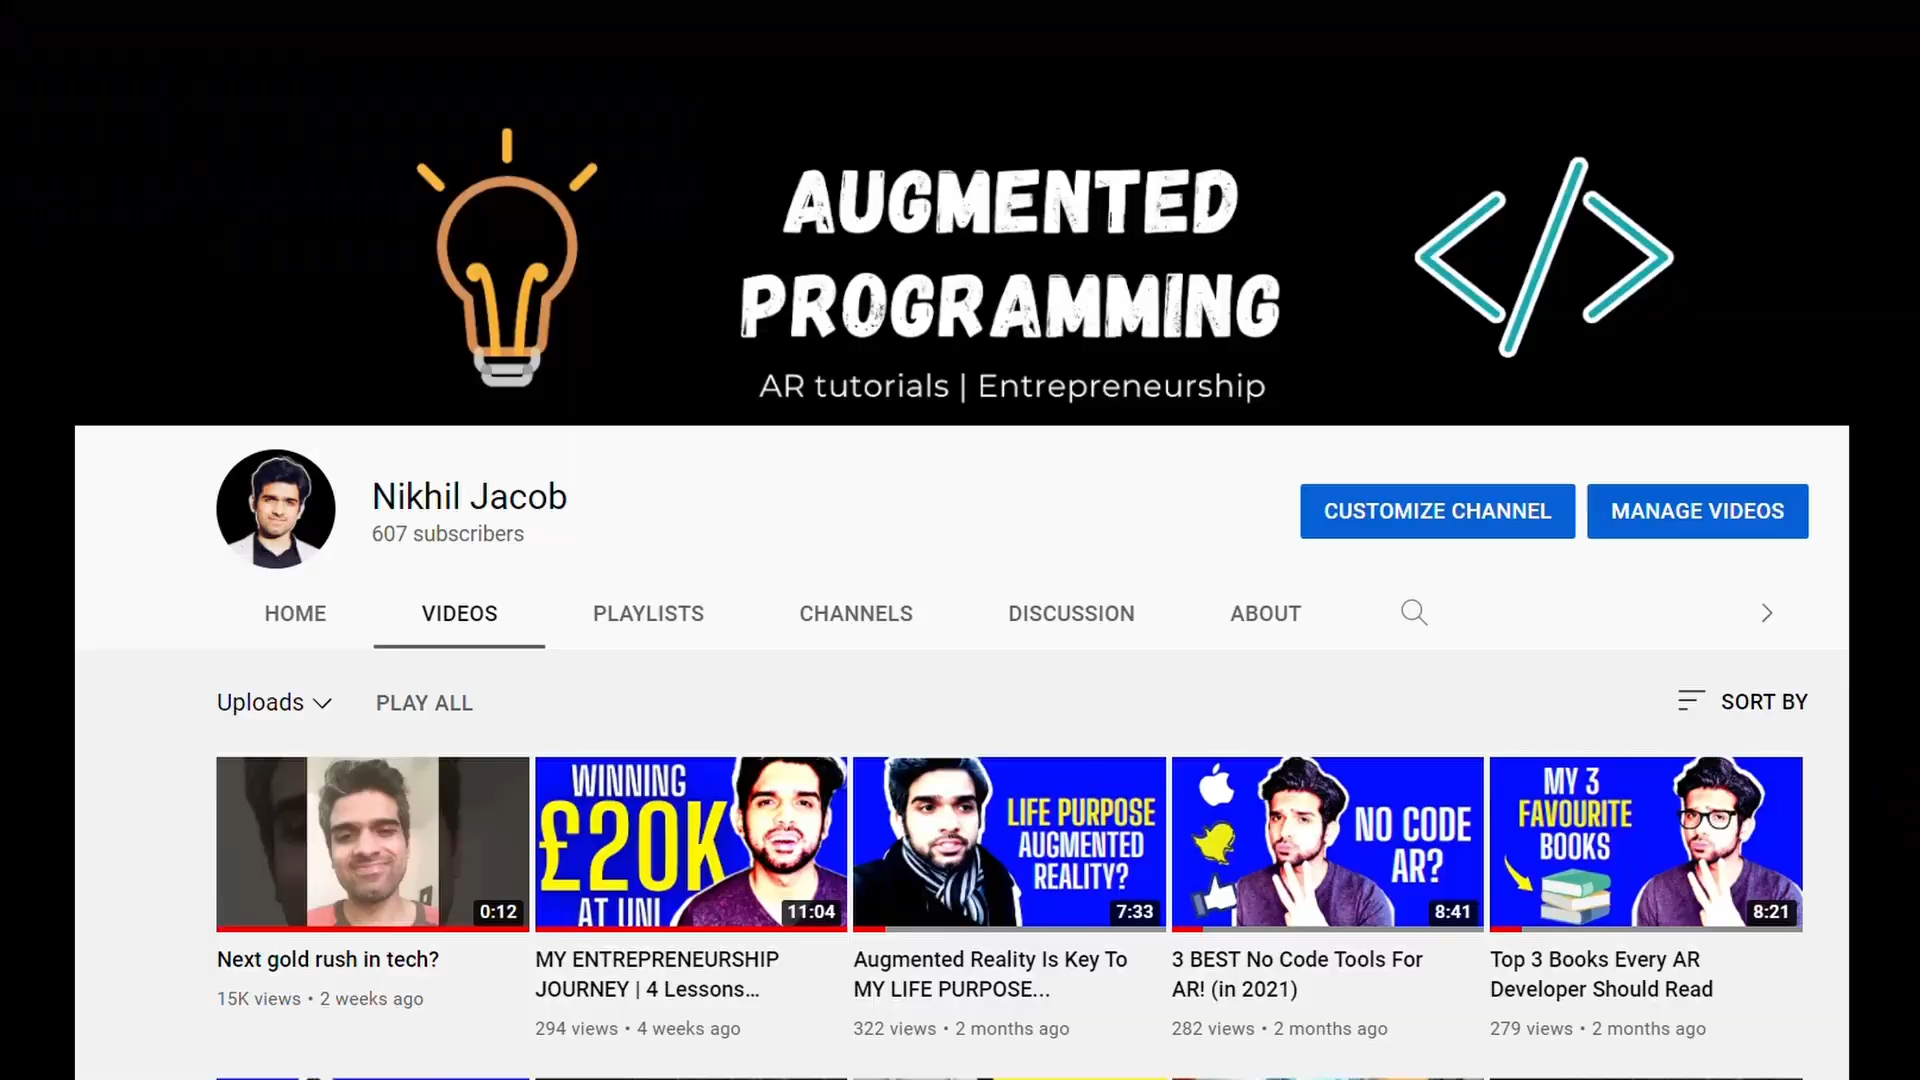 AUGMENTED
PROGRAMMING
AR tutorials | Entrepreneurship
Nikhil Jacob
607 subscribers
CUSTOMIZE CHANNEL
MANAGE VIDEOS
HOME
VIDEOS
PLAYLISTS
CHANNELS
DISCUSSION
ABOUT
Uploads
PLAY ALL
SORT BY
0:12
Next gold rush in tech?
15K views • 2 weeks ago
WINNING
£20K
AT UNI
11:04
MY ENTREPRENEURSHIP
JOURNEY | 4 Lessons...
294 views • 4 weeks ago
LIFE PURPOSE
AUGMENTED
REALITY?
7:33
Augmented Reality Is Key To
MY LIFE PURPOSE...
322 views • 2 months ago
NO CODE
AR?
8:41
3 BEST No Code Tools For
AR! (in 2021)
282 views • 2 months ago
MY 3
FAVOURITE
BOOKS
8:21
Top 3 Books Every AR
Developer Should Read
279 views • 2 months ago